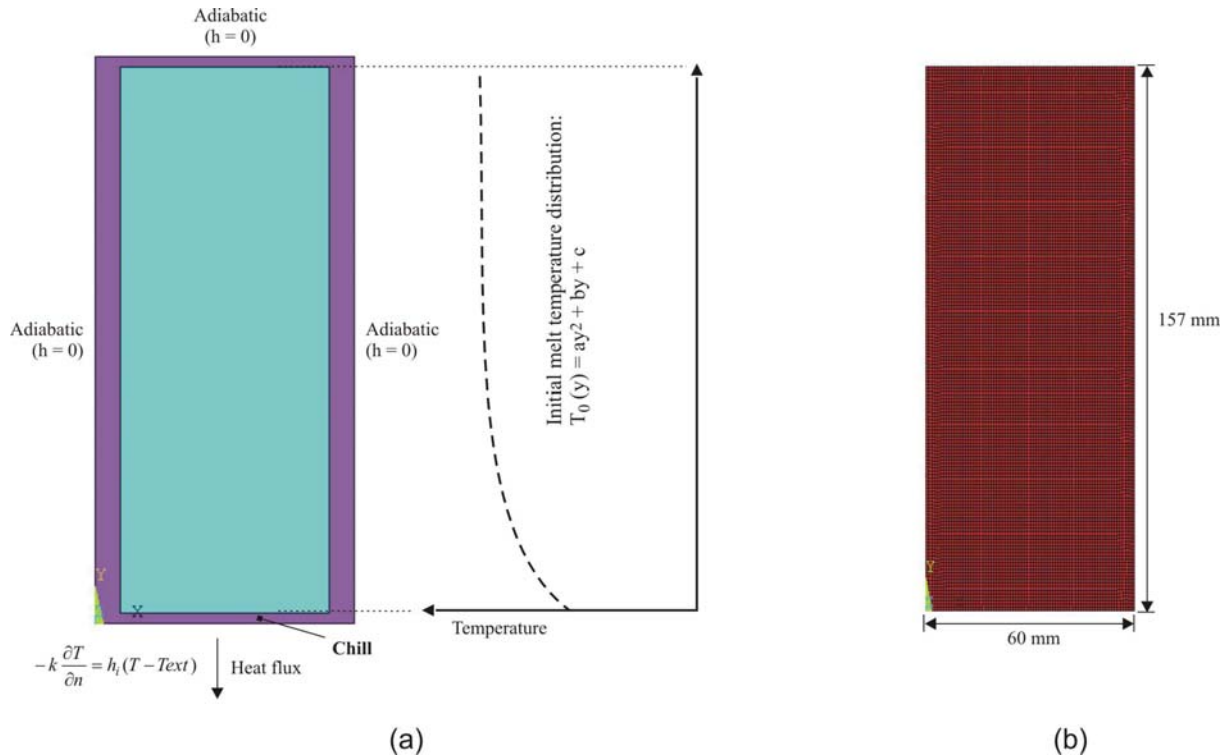 Adiabatic
(h = 0)
Adiabatic
(h = 0)
Adiabatic
(h = 0)
Initial melt temperature distribution:
T₀ (y) = ay² + by + c
Temperature
Y
X
Chill
−k ∂T/∂n = hᵢ (T − Text)
Heat flux
(a)
Y
157 mm
60 mm
(b)